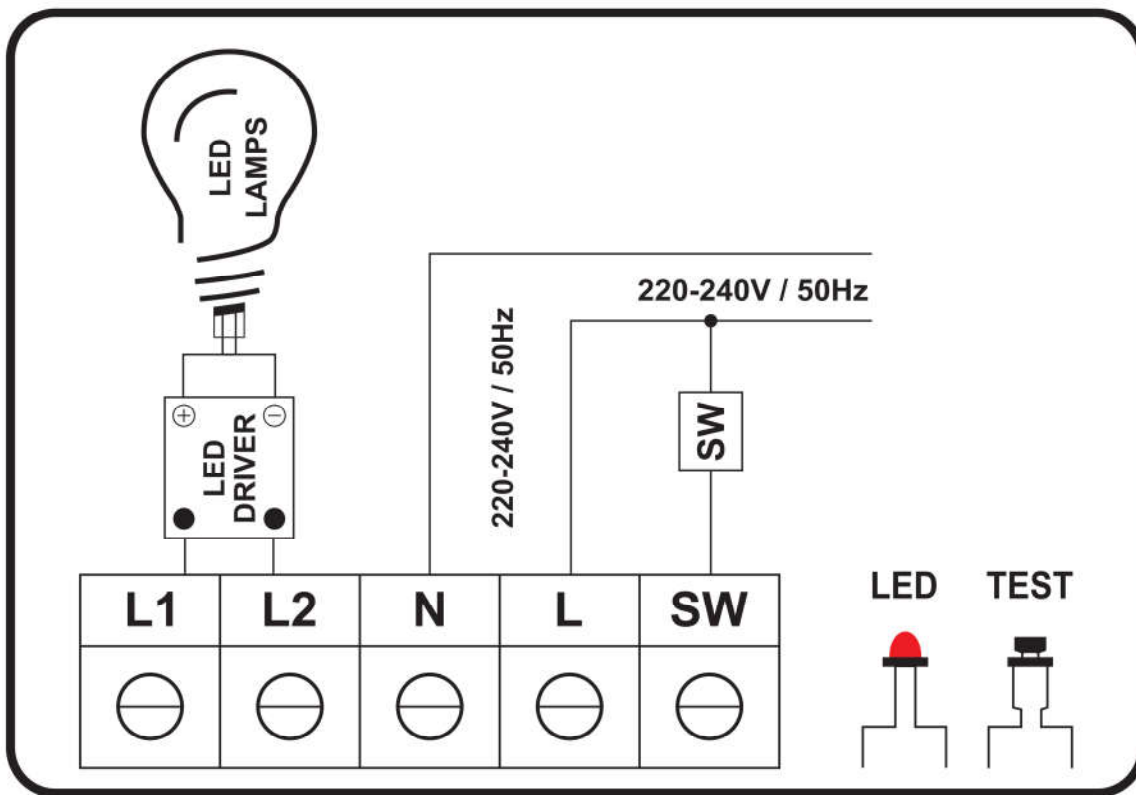 LED
LAMPS
220-240V / 50Hz
220-240V / 50Hz
SW
+
−
LED
DRIVER
L1 L2 N L SW
LED TEST